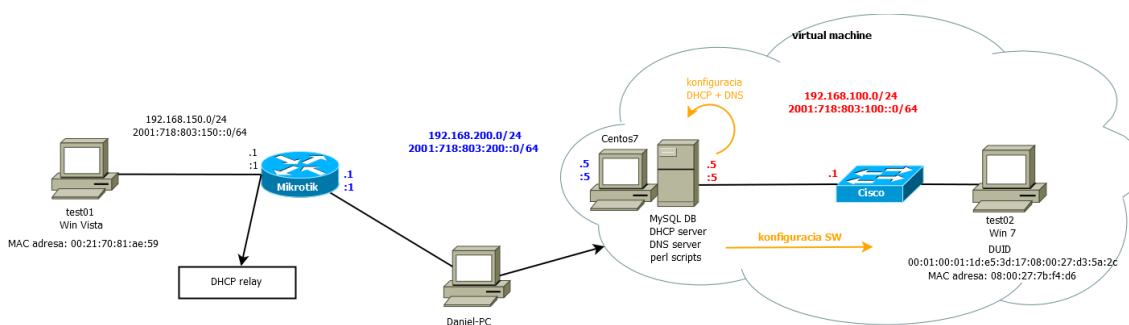 virtual machine
192.168.150.0/24
2001:718:803:150::0/64
.1
:1
Mikrotik
.1
:1
test01
Win Vista
MAC adresa: 00:21:70:81:ae:59
DHCP relay
192.168.200.0/24
2001:718:803:200::0/64
Daniel-PC
konfiguracia
DHCP + DNS
Centos7
.5
:5
.5
:5
MySQL DB
DHCP server
DNS server
perl scripts
192.168.100.0/24
2001:718:803:100::0/64
.1
Cisco
konfiguracia SW
test02
Win 7
DUID
00:01:00:01:1d:e5:3d:17:08:00:27:d3:5a:2c
MAC adresa: 08:00:27:7b:f4:d6